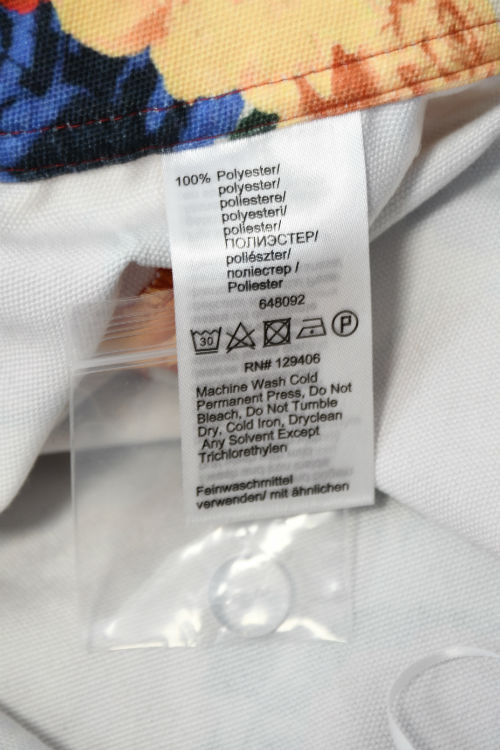 100% Polyester/
polyester/
poliestere/
polyesteri/
poliester/
ПОЛИЭСТЕР/
poliészter/
поліестер /
Poliester
648092
30 P
RN# 129406
Machine Wash Cold
Permanent Press, Do Not
Bleach, Do Not Tumble
Dry, Cold Iron, Dryclean
Any Solvent Except
Trichlorethylen
Feinwaschmittel
verwenden/ mit ähnlichen